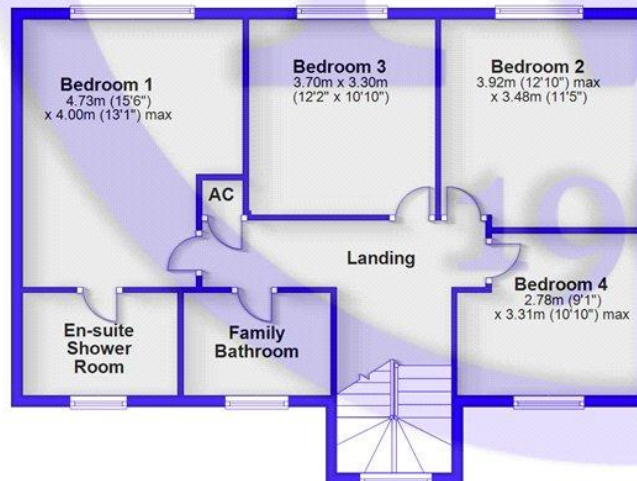 Bedroom 1
4.73m (15'6")
x 4.00m (13'1") max
Bedroom 3
3.70m x 3.30m
(12'2" x 10'10")
Bedroom 2
3.92m (12'10") max
x 3.48m (11'5")
AC
Landing
Bedroom 4
2.78m (9'1")
x 3.31m (10'10") max
En-suite
Shower
Room
Family
Bathroom
19